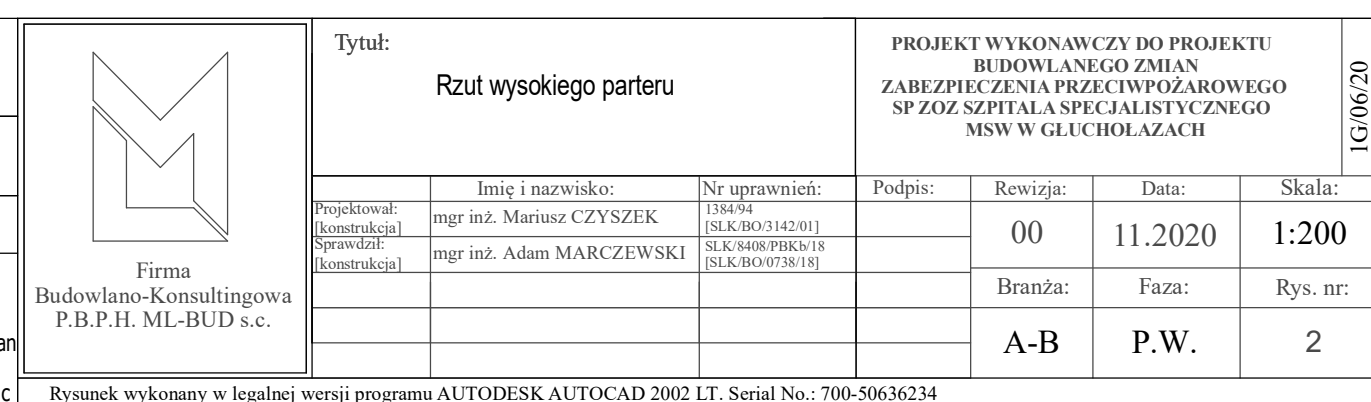 Tytuł:
Rzut wysokiego parteru
PROJEKT WYKONAWCZY DO PROJEKTU
BUDOWLANEGO ZMIAN
ZABEZPIECZENIA PRZECIWPOŻAROWEGO
SP ZOZ SZPITALA SPECJALISTYCZNEGO
MSW W GŁUCHOŁAZACH
1G/06/20
Firma
Budowlano-Konsultingowa
P.B.P.H. ML-BUD s.c.
Imię i nazwisko: Nr uprawnień: Podpis: Rewizja: Data: Skala:
Projektował:
[konstrukcja]
mgr inż. Mariusz CZYSZEK
1384/94
[SLK/BO/3142/01]
Sprawdził:
[konstrukcja]
mgr inż. Adam MARCZEWSKI
SLK/8408/PBKb/18
[SLK/BO/0738/18]
00 11.2020 1:200
Branża: Faza: Rys. nr:
A-B P.W. 2
an
c
Rysunek wykonany w legalnej wersji programu AUTODESK AUTOCAD 2002 LT. Serial No.: 700-50636234